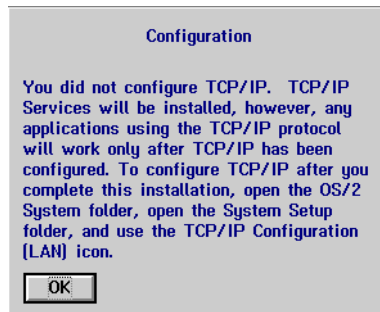 Configuration
You did not configure TCP/IP. TCP/IP
Services will be installed, however, any
applications using the TCP/IP protocol
will work only after TCP/IP has been
configured. To configure TCP/IP after you
complete this installation, open the OS/2
System folder, open the System Setup
folder, and use the TCP/IP Configuration
(LAN) icon.
OK